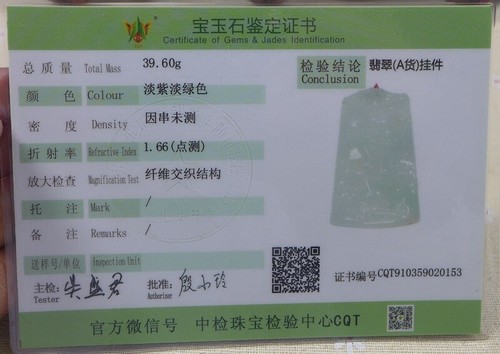 宝玉石鉴定证书
Certificate of Gems & Jades Identification
总质量 Total Mass 39.60g
颜色 Colour 淡紫淡绿色
密度 Density 因串未测
折射率 Refractive Index 1.66(点测)
放大检查 Magnification Test 纤维交织结构
托注 Mark /
备注 Remarks /
送样号/单位 Inspection Unit
主检: Tester
批准: Authoriser
检验结论 Conclusion 翡翠(A货)挂件
证书编号CQT910359020153
官方微信号 中检珠宝检验中心CQT